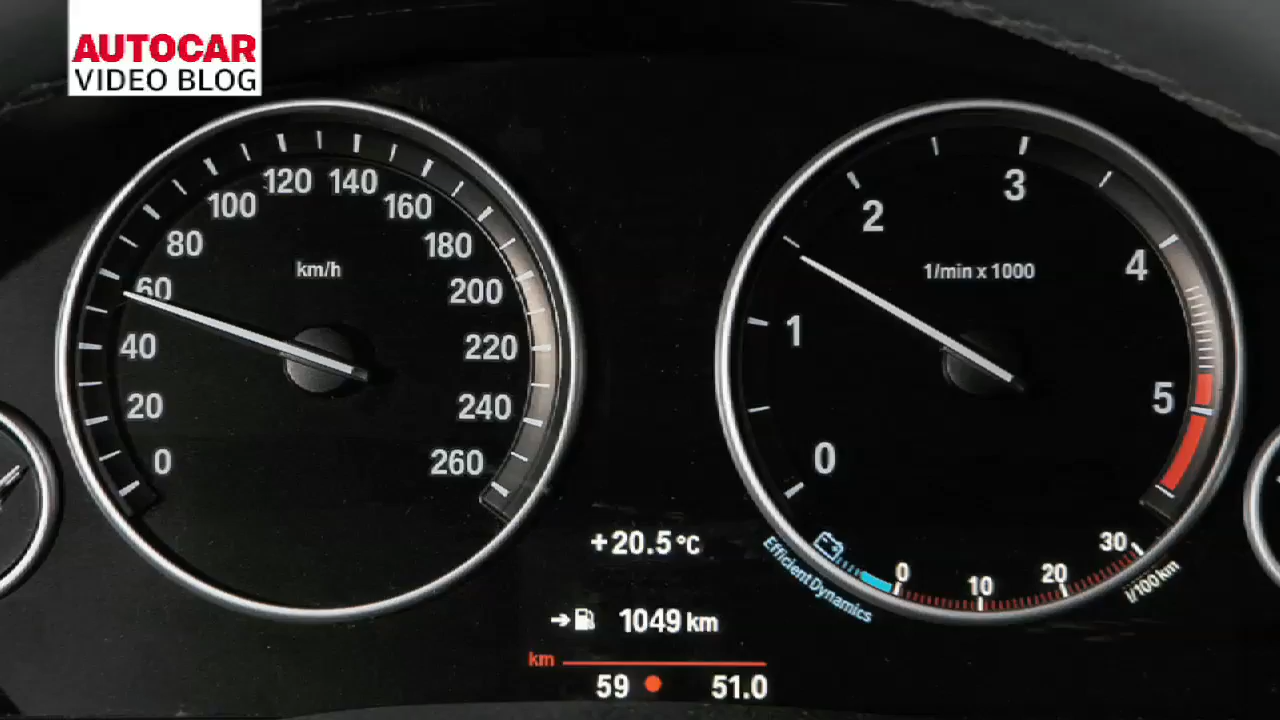 AUTOCAR
VIDEO BLOG
0
20
40
60
80
100
120
140
160
180
200
220
240
260
km/h
0
1
2
3
4
5
1/min x 1000
+20.5°C
1049 km
km
59 51.0
Efficient Dynamics
0
10
20
30
l/100 km